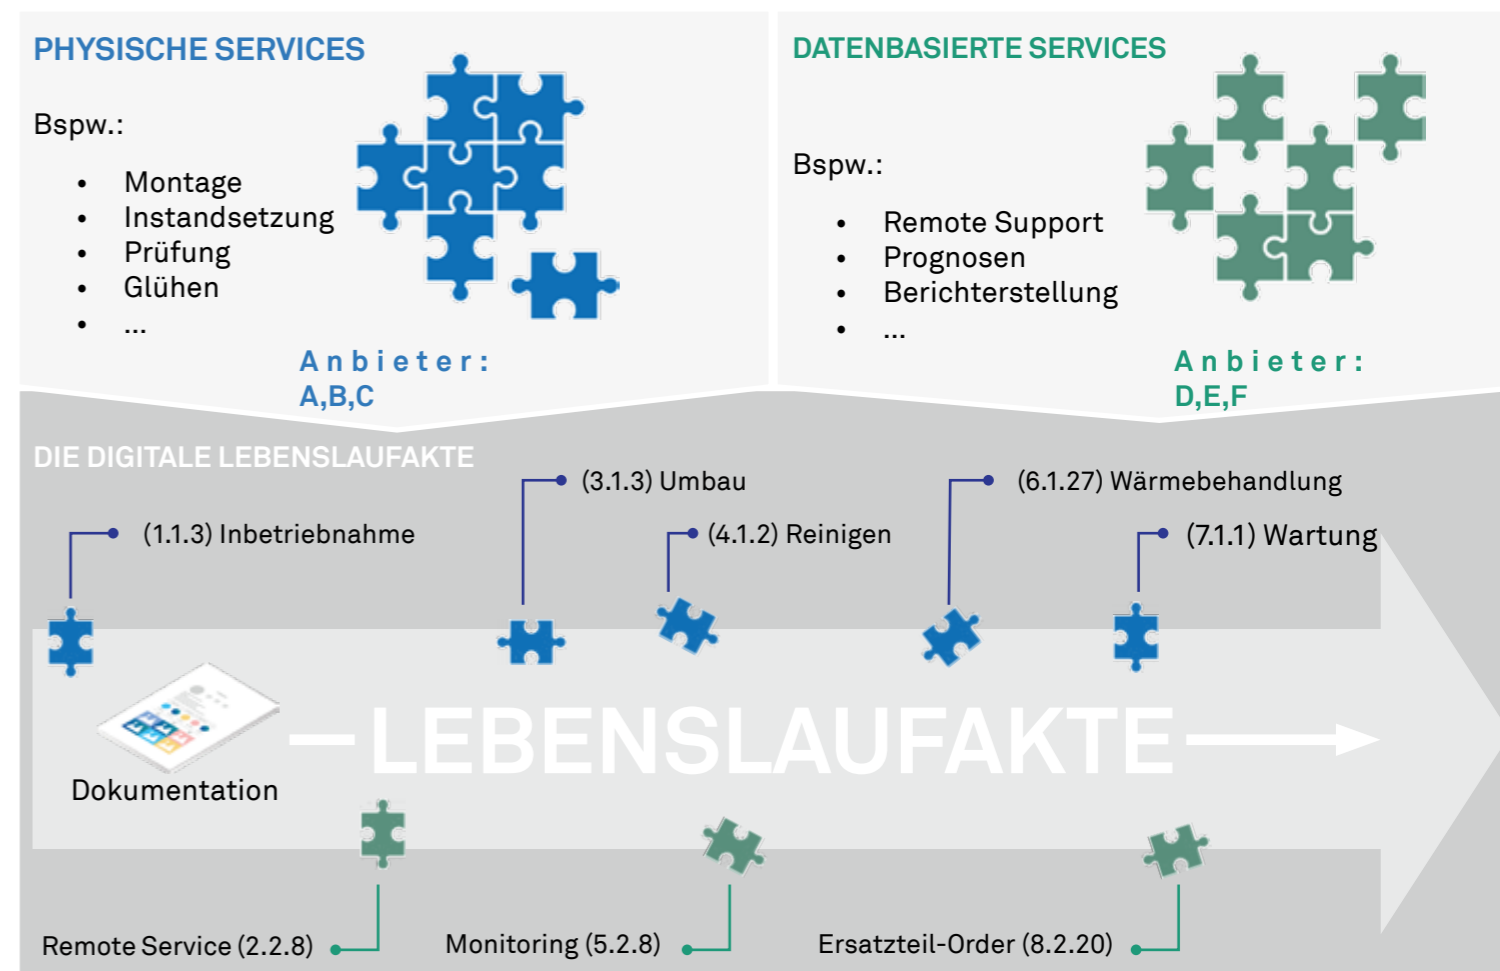 PHYSISCHE SERVICES
Bspw.:
• Montage
• Instandsetzung
• Prüfung
• Glühen
• ...
Anbieter:
A,B,C
DATENBASIERTE SERVICES
Bspw.:
• Remote Support
• Prognosen
• Berichterstellung
• ...
Anbieter:
D,E,F
DIE DIGITALE LEBENSLAUFAKTE
(3.1.3) Umbau
(6.1.27) Wärmebehandlung
(1.1.3) Inbetriebnahme
(4.1.2) Reinigen
(7.1.1) Wartung
LEBENSLAUFAKTE
Dokumentation
Remote Service (2.2.8)
Monitoring (5.2.8)
Ersatzteil-Order (8.2.20)